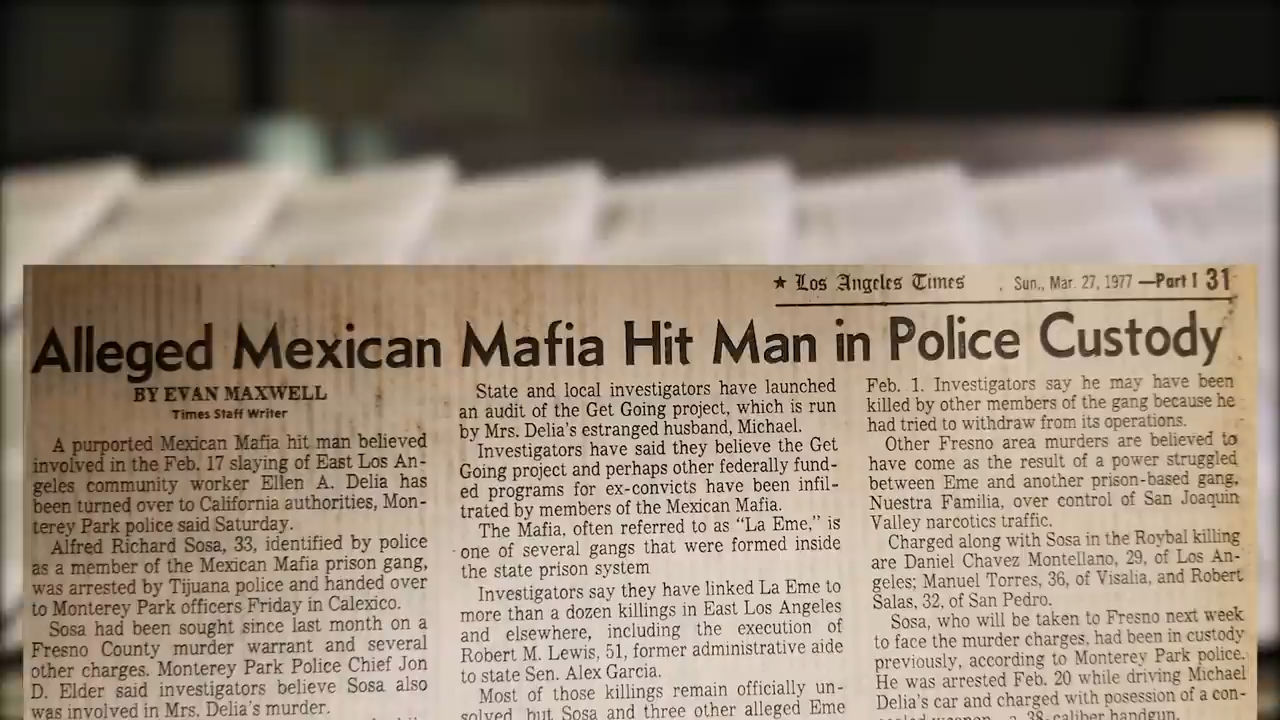 ★ Los Angeles Times Sun., Mar. 27, 1977 —Part I 31
Alleged Mexican Mafia Hit Man in Police Custody
BY EVAN MAXWELL
Times Staff Writer
A purported Mexican Mafia hit man believed
involved in the Feb. 17 slaying of East Los An-
geles community worker Ellen A. Delia has
been turned over to California authorities, Mon-
terey Park police said Saturday.
Alfred Richard Sosa, 33, identified by police
as a member of the Mexican Mafia prison gang,
was arrested by Tijuana police and handed over
to Monterey Park officers Friday in Calexico.
Sosa had been sought since last month on a
Fresno County murder warrant and several
other charges. Monterey Park Police Chief Jon
D. Elder said investigators believe Sosa also
was involved in Mrs. Delia's murder.
State and local investigators have launched
an audit of the Get Going project, which is run
by Mrs. Delia's estranged husband, Michael.
Investigators have said they believe the Get
Going project and perhaps other federally fund-
ed programs for ex-convicts have been infil-
trated by members of the Mexican Mafia.
The Mafia, often referred to as “La Eme,” is
one of several gangs that were formed inside
the state prison system
Investigators say they have linked La Eme to
more than a dozen killings in East Los Angeles
and elsewhere, including the execution of
Robert M. Lewis, 51, former administrative aide
to state Sen. Alex Garcia.
Most of those killings remain officially un-
solved, but Sosa and three other alleged Eme
Feb. 1. Investigators say he may have been
killed by other members of the gang because he
had tried to withdraw from its operations.
Other Fresno area murders are believed to
have come as the result of a power struggled
between Eme and another prison-based gang,
Nuestra Familia, over control of San Joaquin
Valley narcotics traffic.
Charged along with Sosa in the Roybal killing
are Daniel Chavez Montellano, 29, of Los An-
geles; Manuel Torres, 36, of Visalia, and Robert
Salas, 32, of San Pedro.
Sosa, who will be taken to Fresno next week
to face the murder charges, had been in custody
previously, according to Monterey Park police.
He was arrested Feb. 20 while driving Michael
Delia's car and charged with posession of a con-
weapon, a .38-caliber handgun.